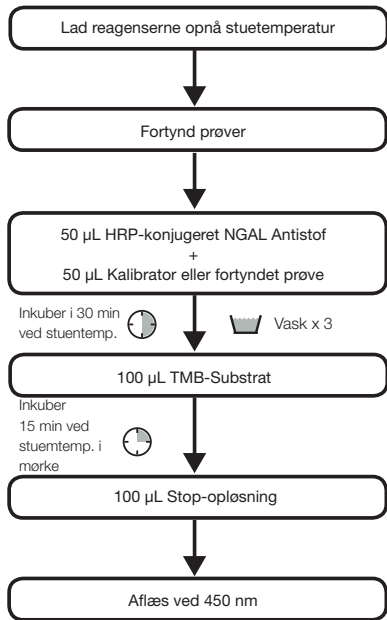 Lad reagenserne opnå stuetemperatur
Fortynd prøver
50 µL HRP-konjugeret NGAL Antistof
+
50 µL Kalibrator eller fortyndet prøve
Inkuber i 30 min
ved stuentemp.
Vask x 3
100 µL TMB-Substrat
Inkuber
15 min ved
stuemtemp. i
mørke
100 µL Stop-opløsning
Aflæs ved 450 nm